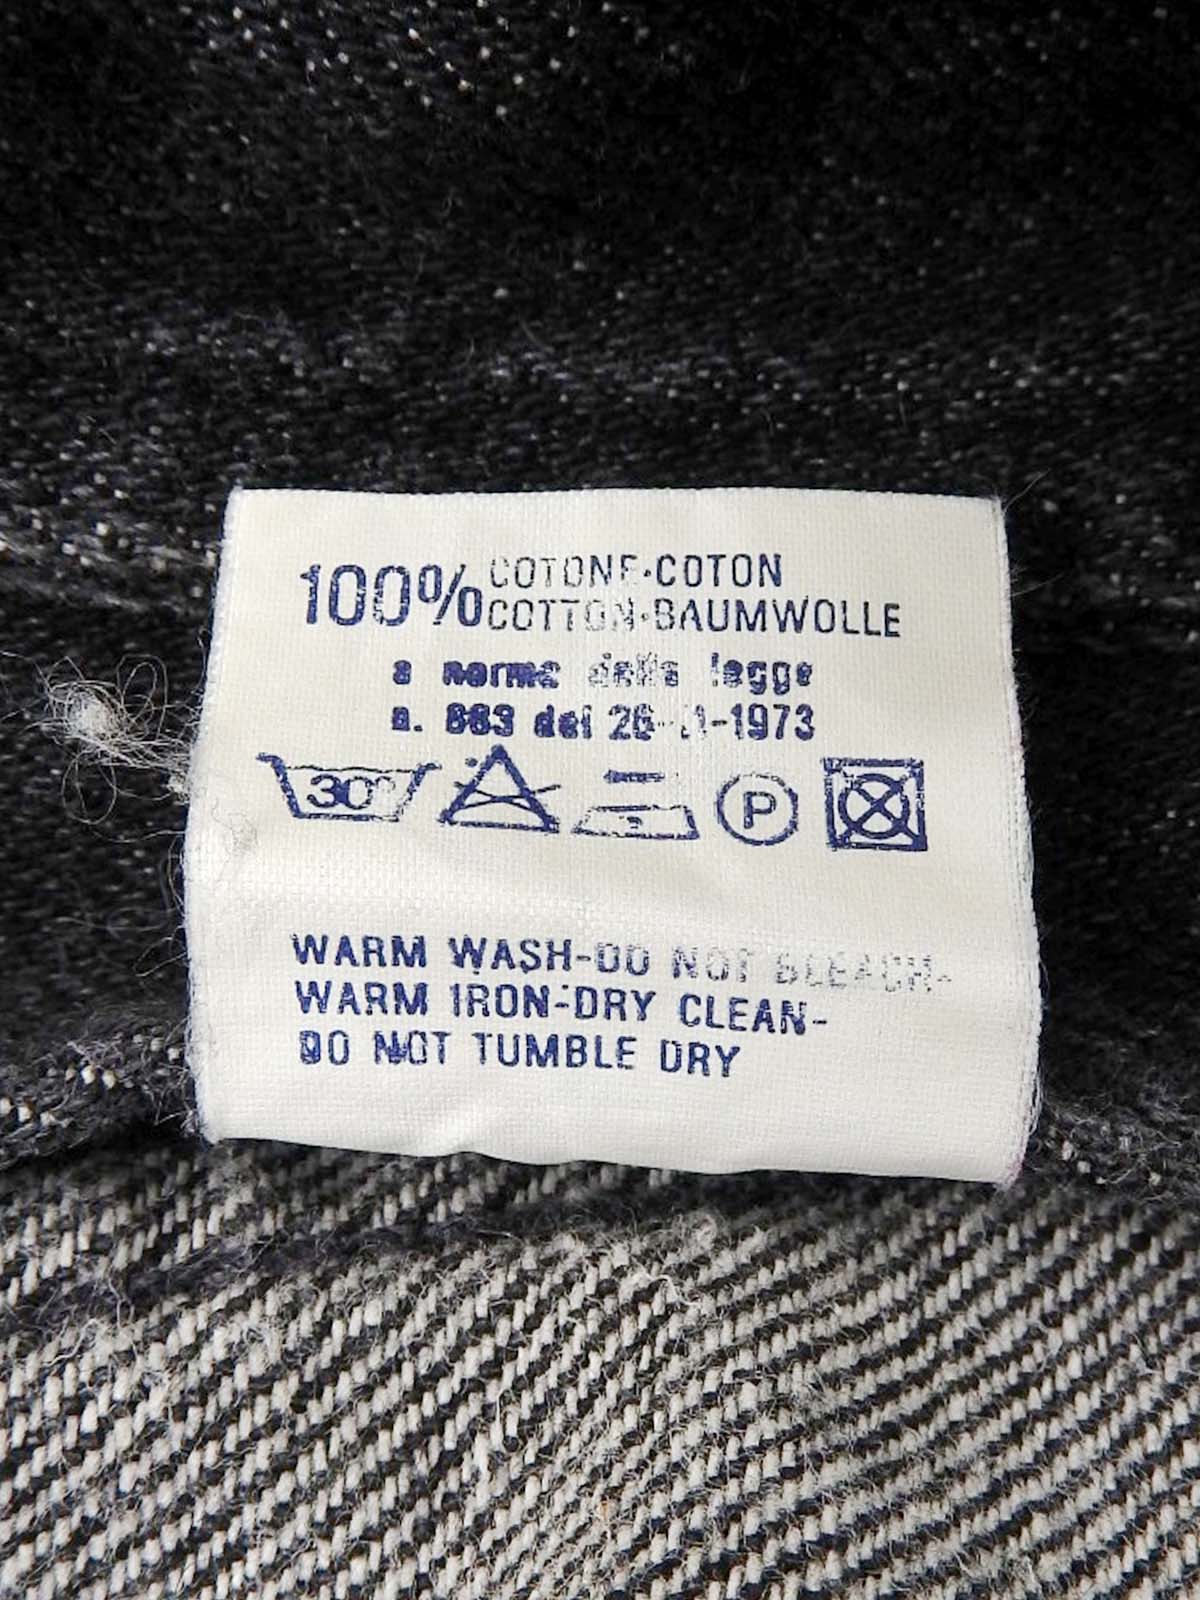 100% COTONE·COTON
COTTON·BAUMWOLLE
a norma della legge
n. 883 del 26-11-1973
30° P
WARM WASH-DO NOT BLEACH-
WARM IRON-DRY CLEAN-
DO NOT TUMBLE DRY